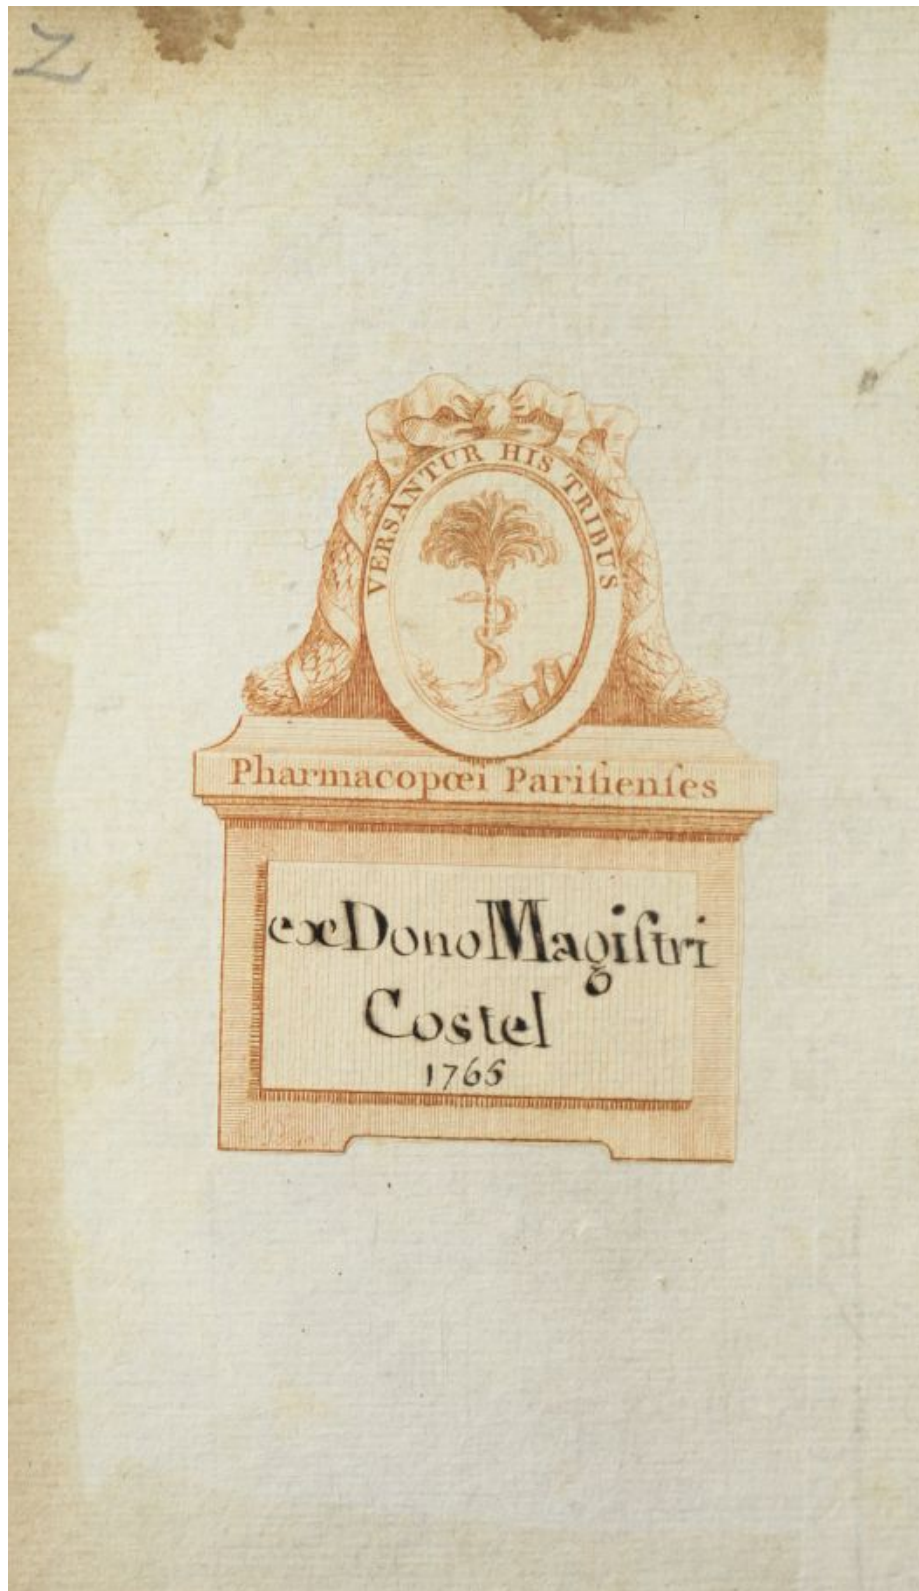 Z
VERSANTUR HIS TRIBUS
Pharmacopœi Pariſienſes
ex Dono Magiſtri
Costel
1765